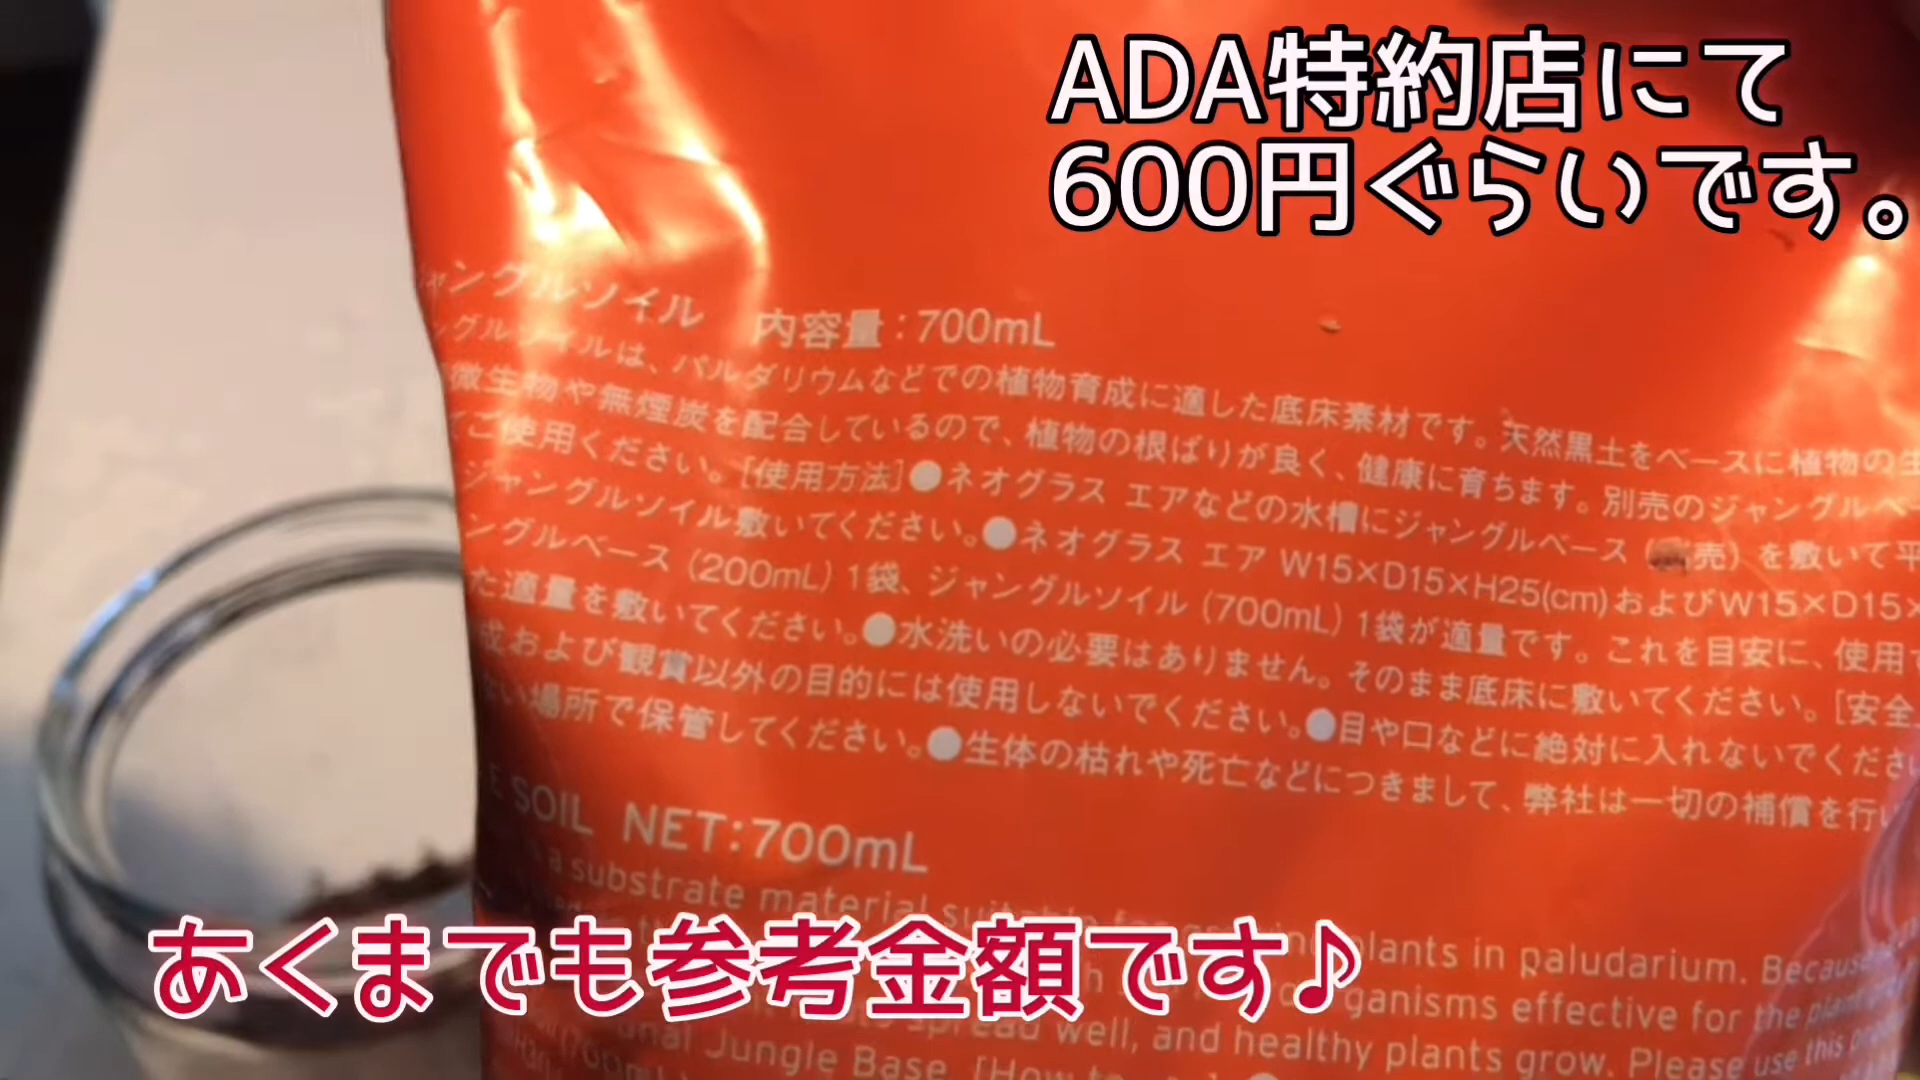 ADA特約店にて
600円ぐらいです。
ャングルソイル 内容量：700mL
ングルソイルは、パルダリウムなどでの植物育成に適した底床素材です。天然黒土をベースに植物の生
微生物や無煙炭を配合しているので、植物の根ばりが良く、健康に育ちます。別売のジャングルベー
てご使用ください。[使用方法]●ネオグラス エアなどの水槽にジャングルベース（ 売）を敷いて平
ジャングルソイル敷いてください。●ネオグラス エア W15×D15×H25(cm)およびW15×D15×
ングルベース（200mL）1袋、ジャングルソイル（700mL）1袋が適量です。これを目安に、使用
た適量を敷いてください。●水洗いの必要はありません。そのまま底床に敷いてください。[安全
成および観賞以外の目的には使用しないでください。●目や口などに絶対に入れないでくださ
い場所で保管してください。●生体の枯れや死亡などにつきまして、弊社は一切の補償を行い
E SOIL NET:700mL
a substrate material suitable for plants in paludarium. Because
organisms effective for the plant
spread well, and healthy plants grow. Please use this
Jungle Base. [How to
あくまでも参考金額です♪